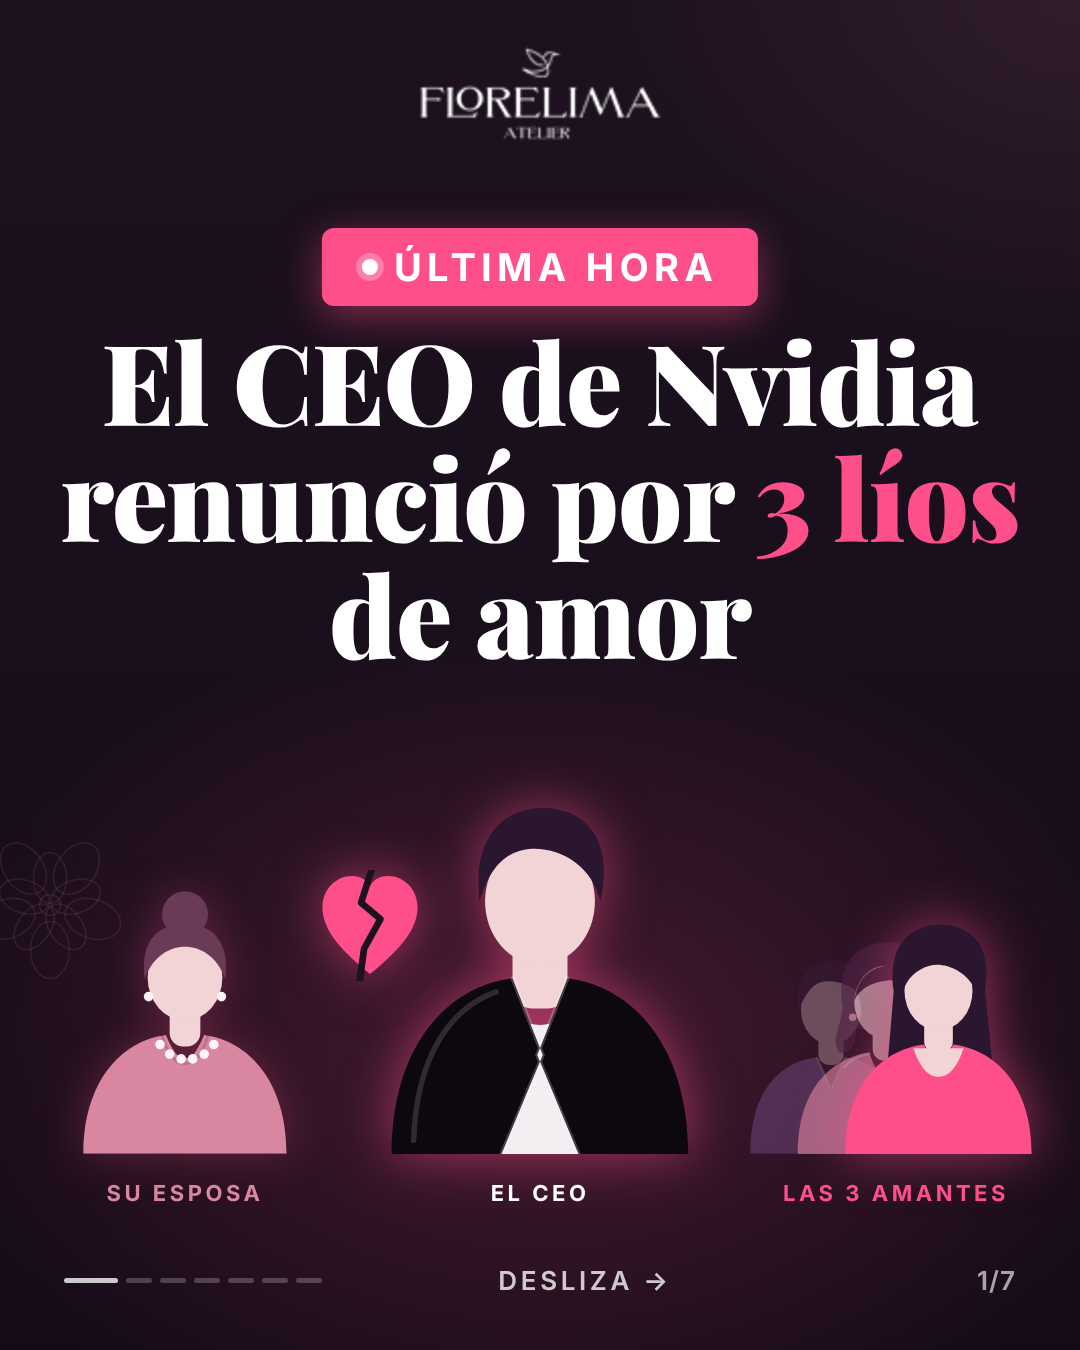 FLORELIMA
ATELIER
ÚLTIMA HORA
El CEO de Nvidia
renunció por 3 líos
de amor
SU ESPOSA
EL CEO
LAS 3 AMANTES
DESLIZA →
1/7